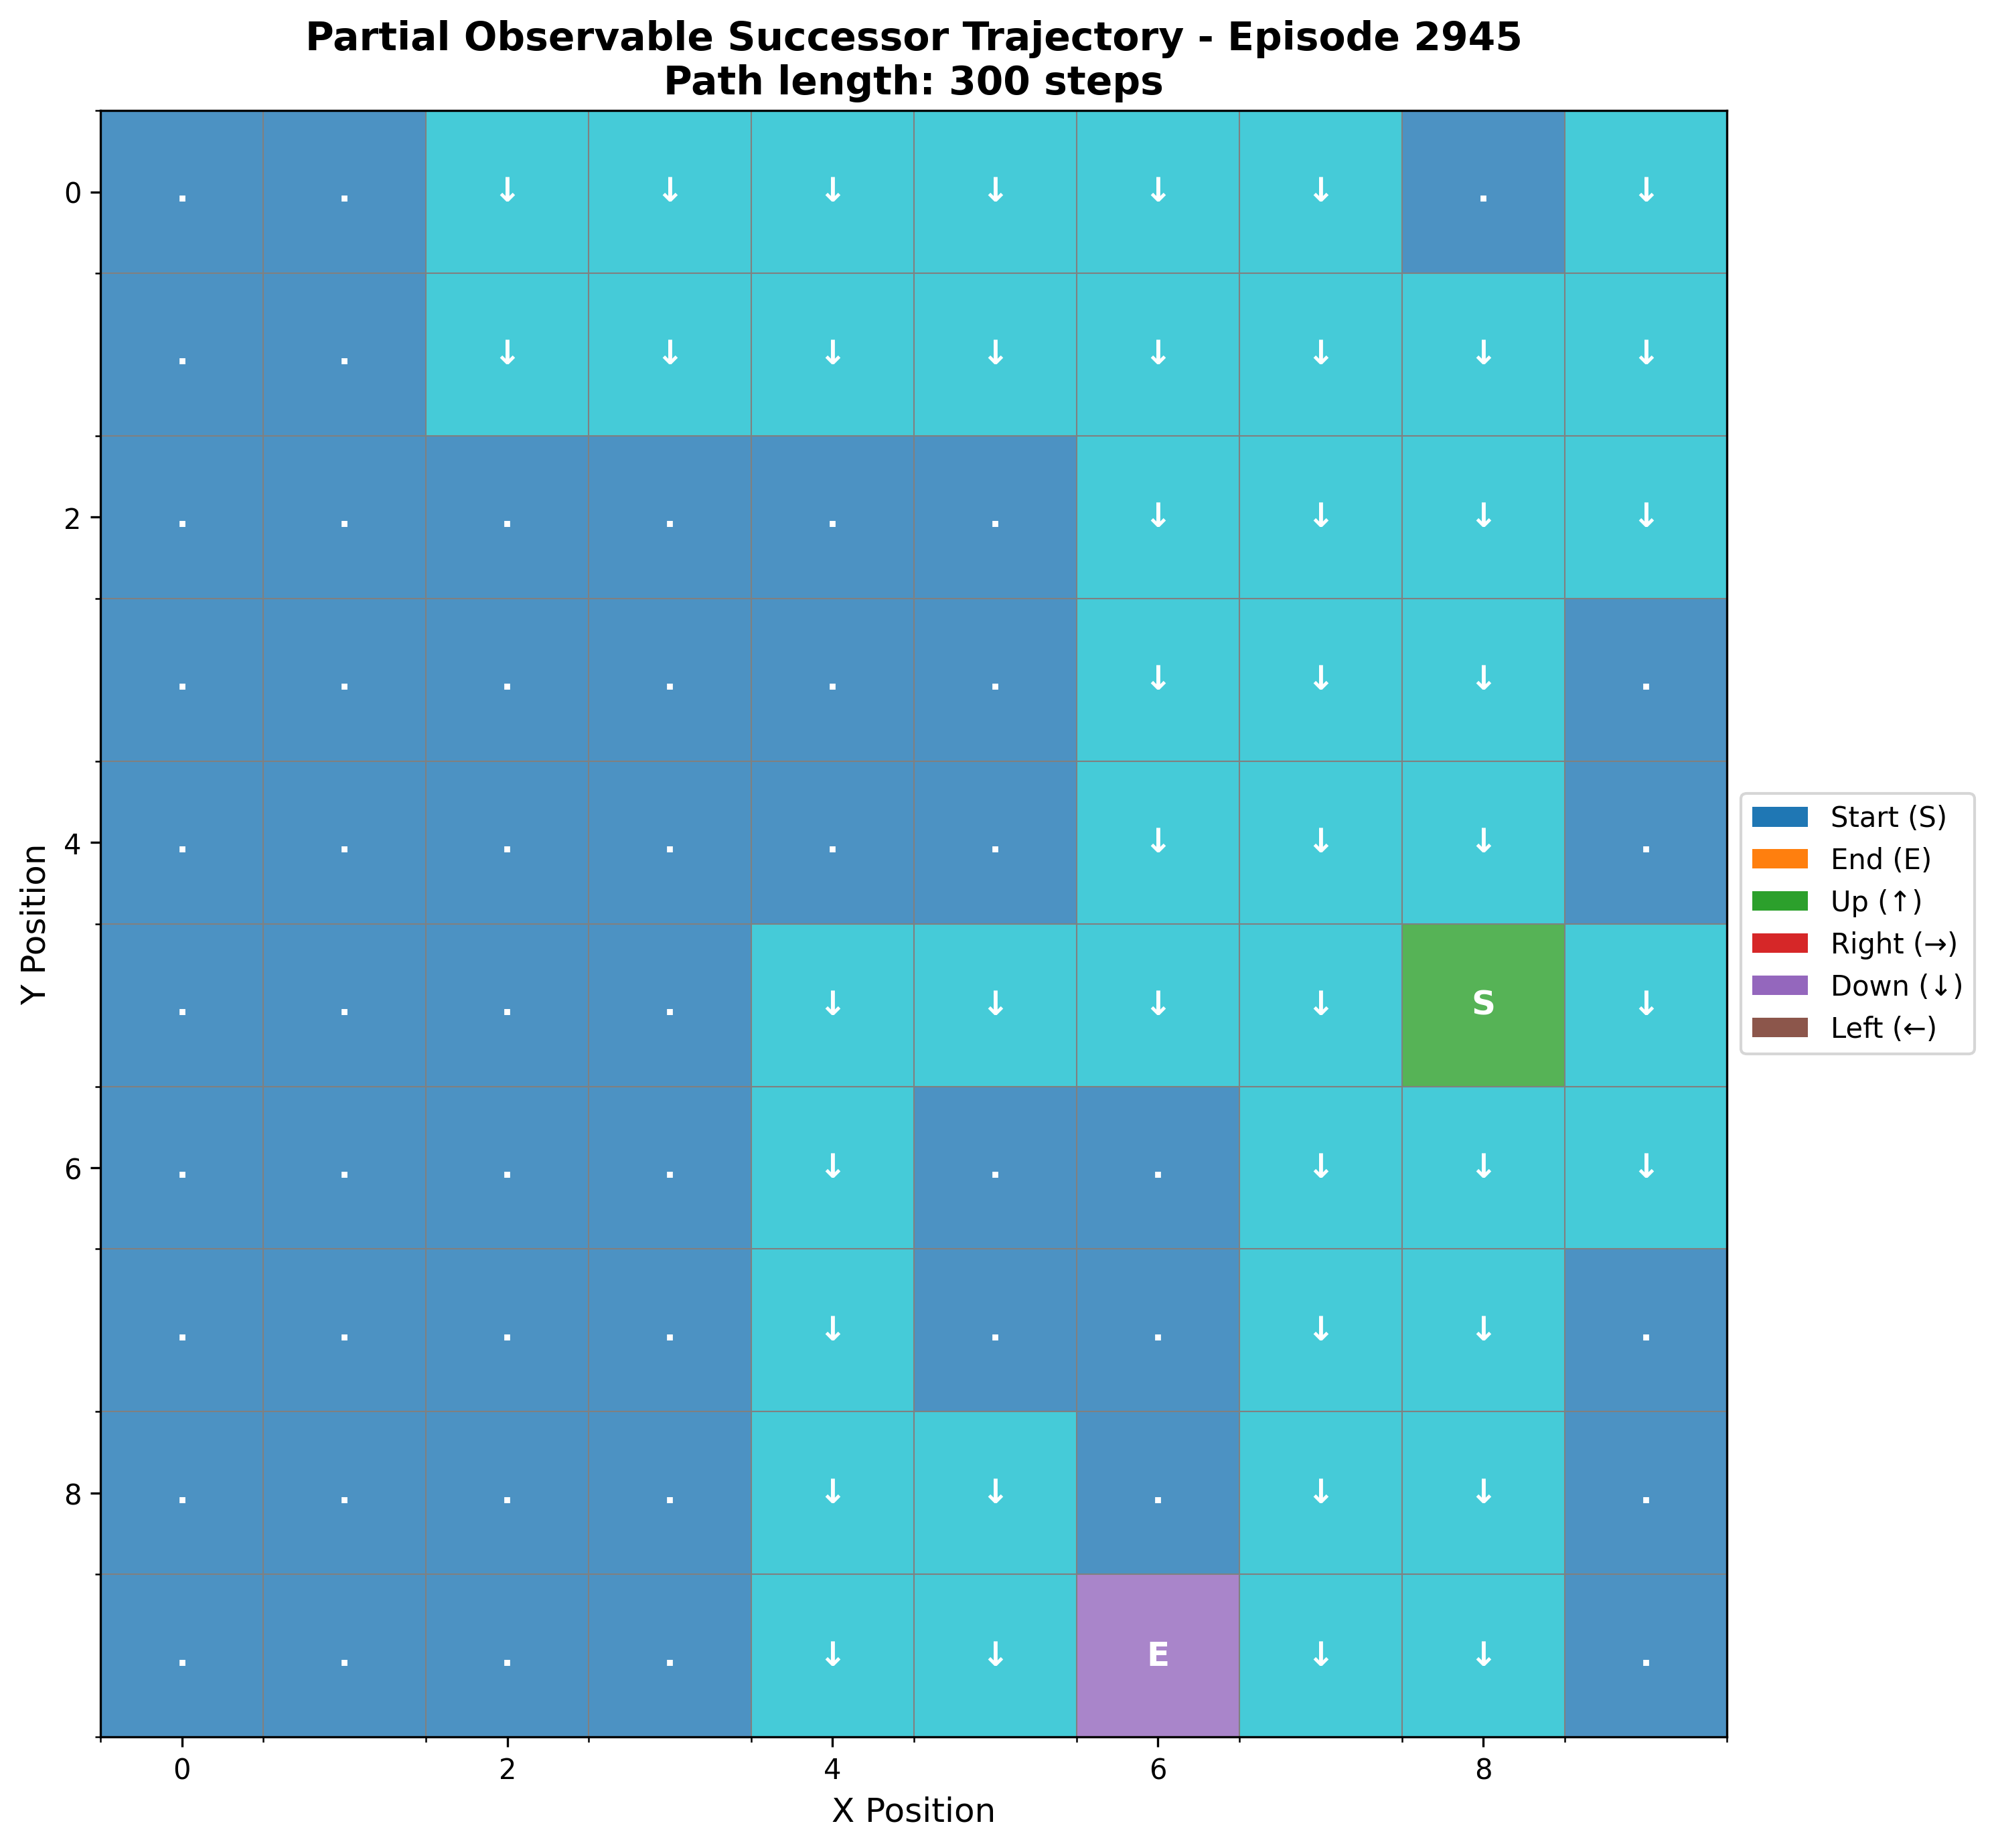 Partial Observable Successor Trajectory - Episode 2945
Path length: 300 steps
0 . . ↓ ↓ ↓ ↓ ↓ ↓ . ↓
. . ↓ ↓ ↓ ↓ ↓ ↓ ↓ ↓
2 . . . . . . ↓ ↓ ↓ ↓
. . . . . . ↓ ↓ ↓ .
4 . . . . . . ↓ ↓ ↓ .
. . . . ↓ ↓ ↓ ↓ S ↓
6 . . . . ↓ . . ↓ ↓ ↓
. . . . ↓ . . ↓ ↓ .
8 . . . . ↓ ↓ . ↓ ↓ .
. . . . ↓ ↓ E ↓ ↓ .
0 2 4 6 8
X Position
Y Position
Start (S)
End (E)
Up (↑)
Right (→)
Down (↓)
Left (←)